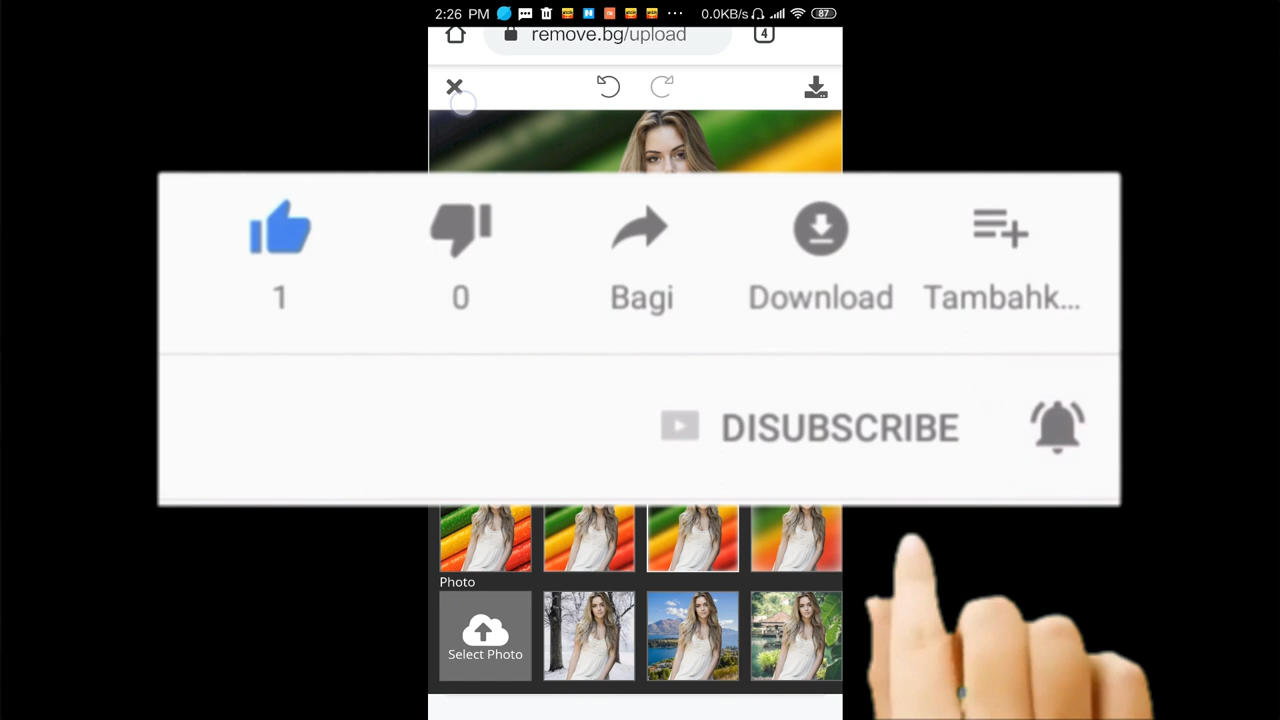 2:26 PM ... 0.0KB/s 87
remove.bg/upload 4
1 0 Bagi Download Tambahk...
DISUBSCRIBE
Photo
Select Photo